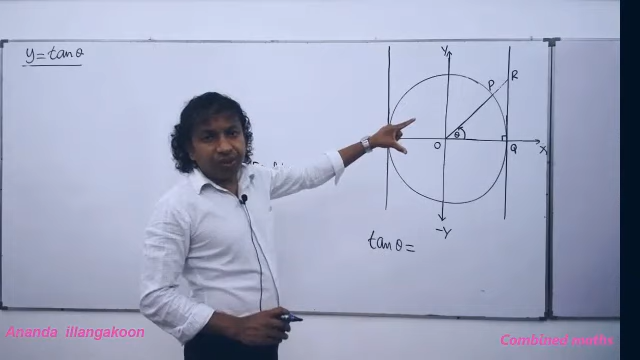 y = tanθ
Y
P
R
θ
O
Q
X
-Y
tanθ =
Ananda illangakoon
Combined maths